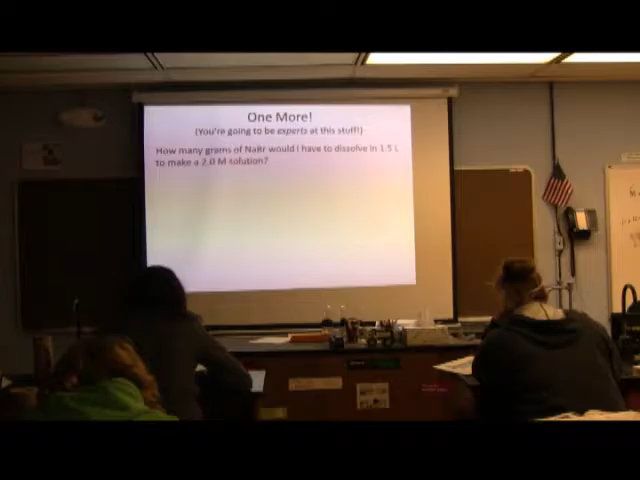 One More!
(You're going to be experts at this stuff!)
How many grams of NaBr would I have to dissolve in 1.5 L
to make a 2.0 M solution?